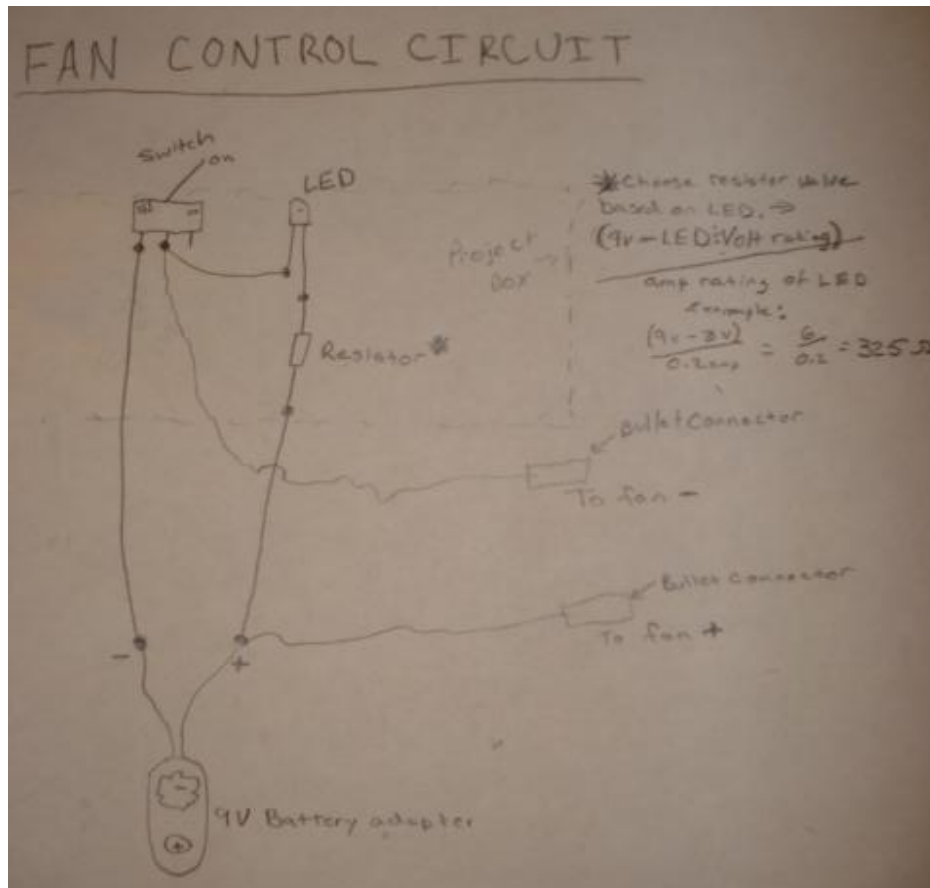 FAN CONTROL CIRCUIT
Switch
on
LED
*Choose resistor value
based on LED. →
(9v - LED Volt rating)
amp rating of LED
Example:
(9v - 3v)
0.2amp
= 6
0.2
= 325 Ω
Project
box
Resistor *
Bullet Connector
To fan -
Bullet Connector
To fan +
-
+
-
+
9V Battery adapter